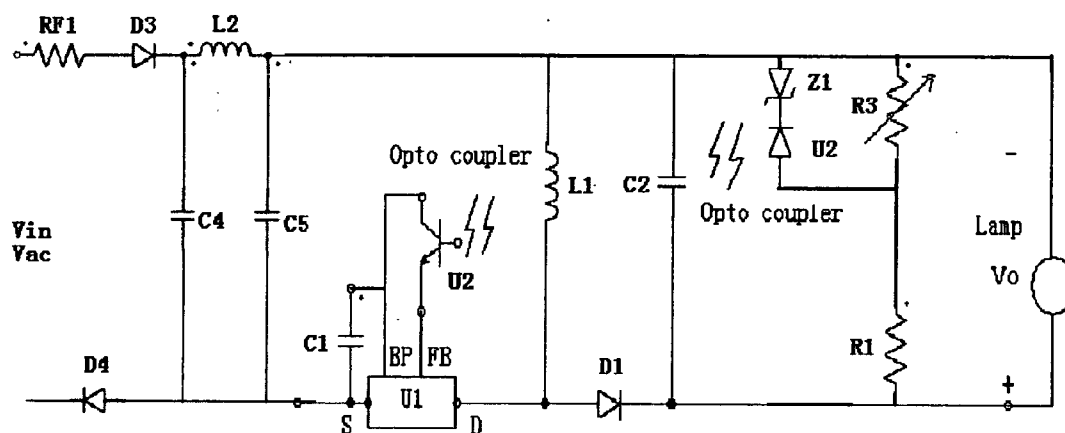 RF1
D3
L2
Z1
R3
U2
Opto coupler
L1
C2
-
Opto coupler
C4
C5
Vin
Vac
Lamp
Vo
U2
C1
BP
FB
R1
D4
D1
U1
+
S
D